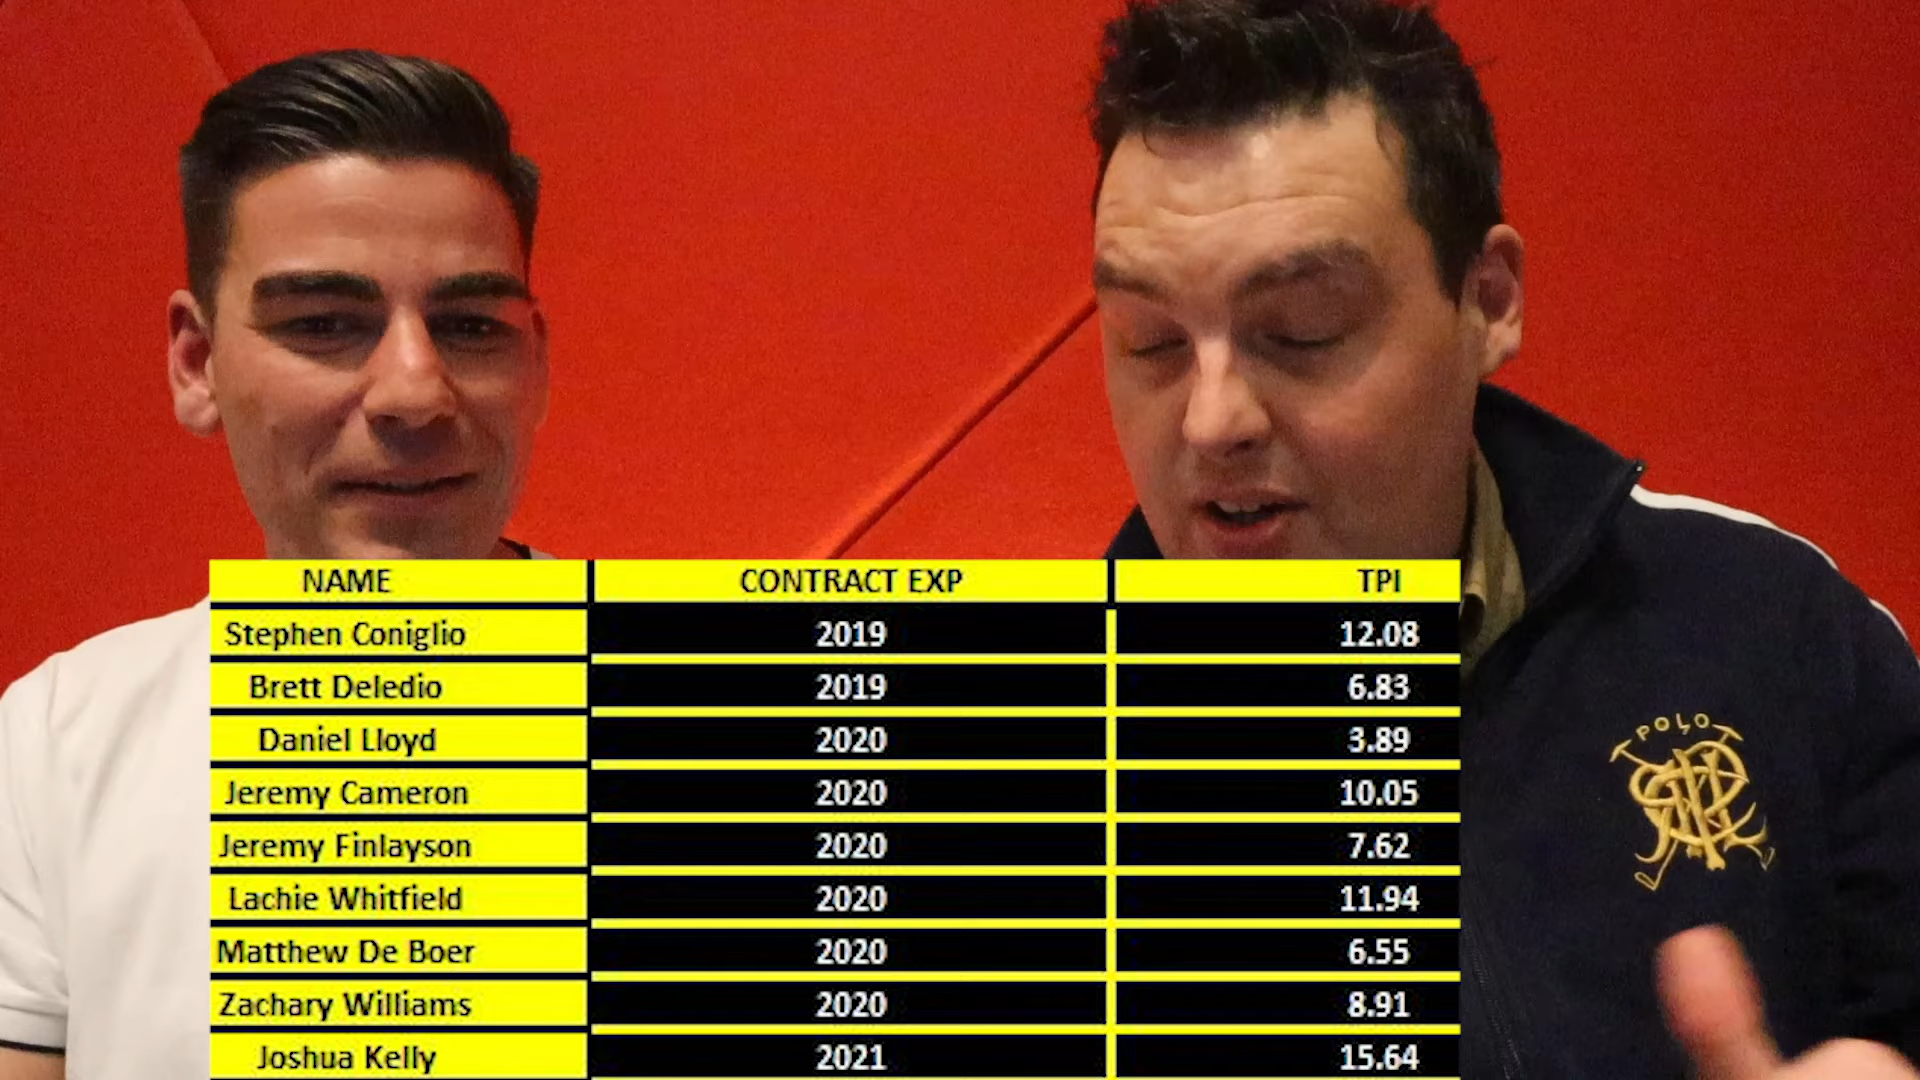 NAME CONTRACT EXP TPI
Stephen Coniglio 2019 12.08
Brett Deledio 2019 6.83
Daniel Lloyd 2020 3.89
Jeremy Cameron 2020 10.05
Jeremy Finlayson 2020 7.62
Lachie Whitfield 2020 11.94
Matthew De Boer 2020 6.55
Zachary Williams 2020 8.91
Joshua Kelly 2021 15.64
POLO